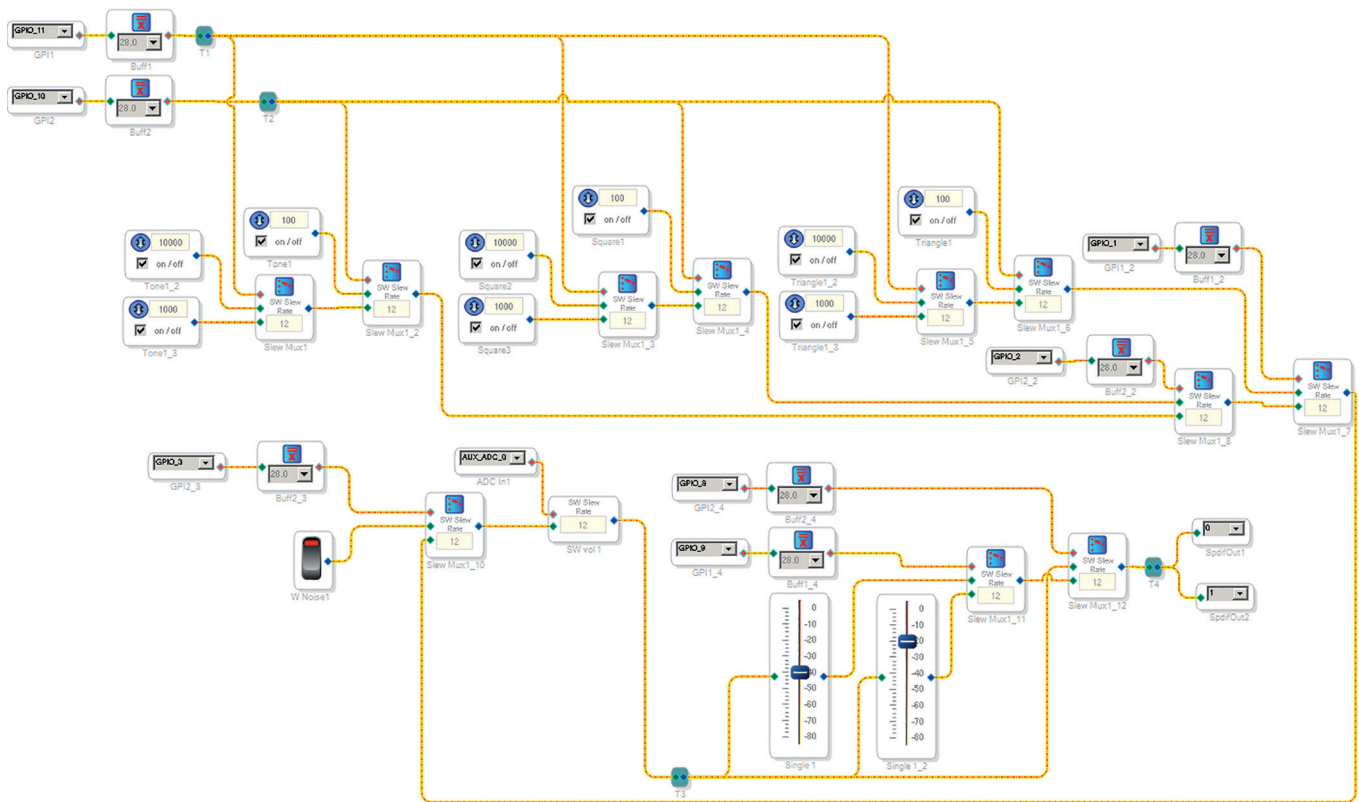 GPIO_11
28.0
GPI1
Buff1
T1
GPIO_10
28.0
GPI2
Buff2
T2
10000
on / off
Tone1_2
100
on / off
Tone1
1000
on / off
Tone1_3
SW Slew
Rate
12
Slew Mux1
SW Slew
Rate
12
Slew Mux1_2
10000
on / off
Square2
100
on / off
Square1
1000
on / off
Square3
SW Slew
Rate
12
Slew Mux1_3
SW Slew
Rate
12
Slew Mux1_4
10000
on / off
Triangle1_2
100
on / off
Triangle1
1000
on / off
Triangle1_3
SW Slew
Rate
12
Slew Mux1_5
SW Slew
Rate
12
Slew Mux1_6
GPIO_1
GPI1_2
28.0
Buff1_2
GPIO_2
GPI2_2
28.0
Buff2_2
SW Slew
Rate
12
Slew Mux1_8
SW Slew
Rate
12
Slew Mux1_7
GPIO_3
GPI2_3
28.0
Buff2_3
W Noise1
SW Slew
Rate
12
Slew Mux1_10
AUX_ADC_0
ADC In1
SW Slew
Rate
12
SW vol 1
T3
GPIO_8
GPI2_4
28.0
Buff2_4
GPIO_9
GPI1_4
28.0
Buff1_4
0
-10
-20
-30
-50
-60
-70
-80
Single 1
0
-10
-30
-40
-50
-60
-70
-80
Single 1_2
SW Slew
Rate
12
Slew Mux1_11
SW Slew
Rate
12
Slew Mux1_12
T4
0
SpdifOut1
1
SpdifOut2